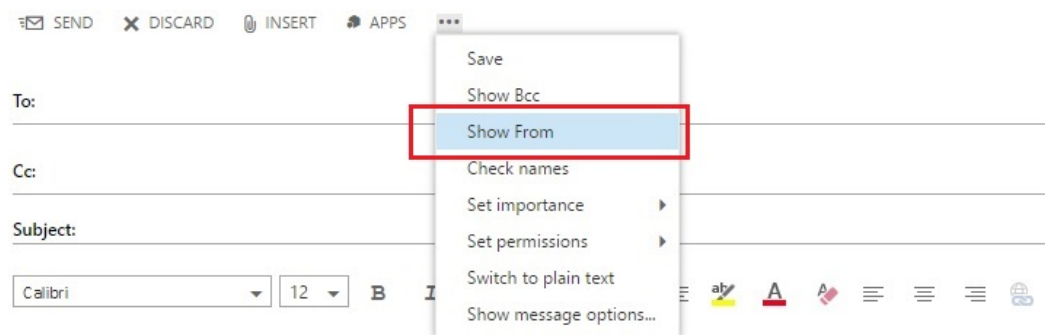 SEND DISCARD INSERT APPS •••
Save
Show Bcc
To:
Show From
Check names
Cc:
Set importance
Subject:
Set permissions
Switch to plain text
Calibri 12 B I ab A A
Show message options...